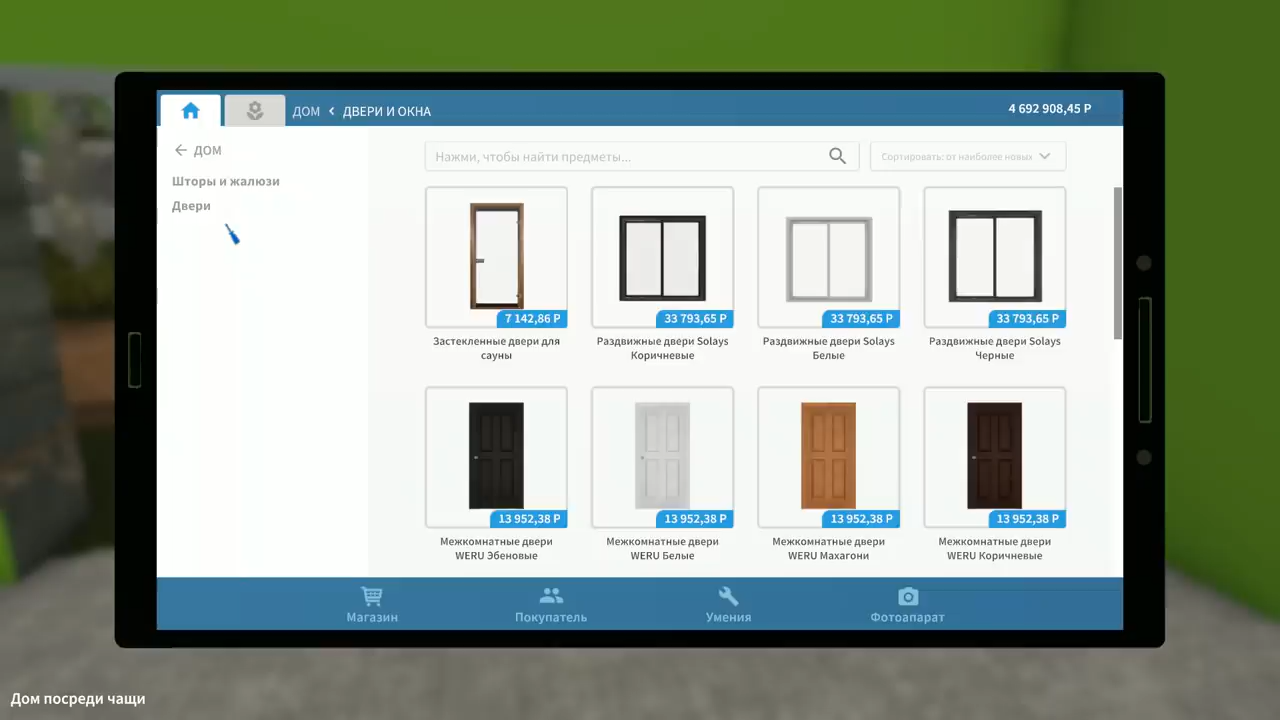 ДОМ
ДВЕРИ И ОКНА
4 692 908,45 Р
ДОМ
Шторы и жалюзи
Двери
Нажми, чтобы найти предметы...
Сортировать: от наиболее новых
7 142,86 Р
33 793,65 Р
33 793,65 Р
33 793,65 Р
Застекленные двери для
сауны
Раздвижные двери Solays
Коричневые
Раздвижные двери Solays
Белые
Раздвижные двери Solays
Черные
13 952,38 Р
13 952,38 Р
13 952,38 Р
13 952,38 Р
Межкомнатные двери
WERU Эбеновые
Межкомнатные двери
WERU Белые
Межкомнатные двери
WERU Махагони
Межкомнатные двери
WERU Коричневые
Магазин
Покупатель
Умения
Фотоапарат
Дом посреди чащи